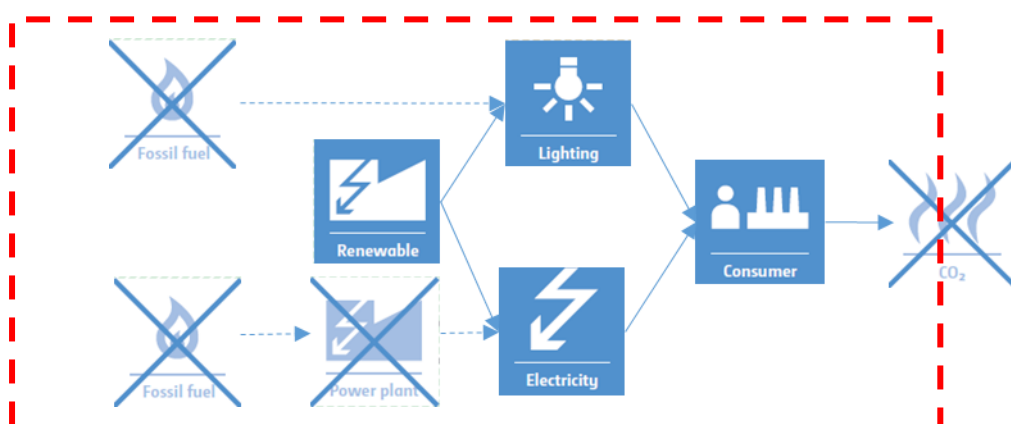 Fossil fuel
Lighting
Renewable
Consumer
CO₂
Fossil fuel
Power plant
Electricity